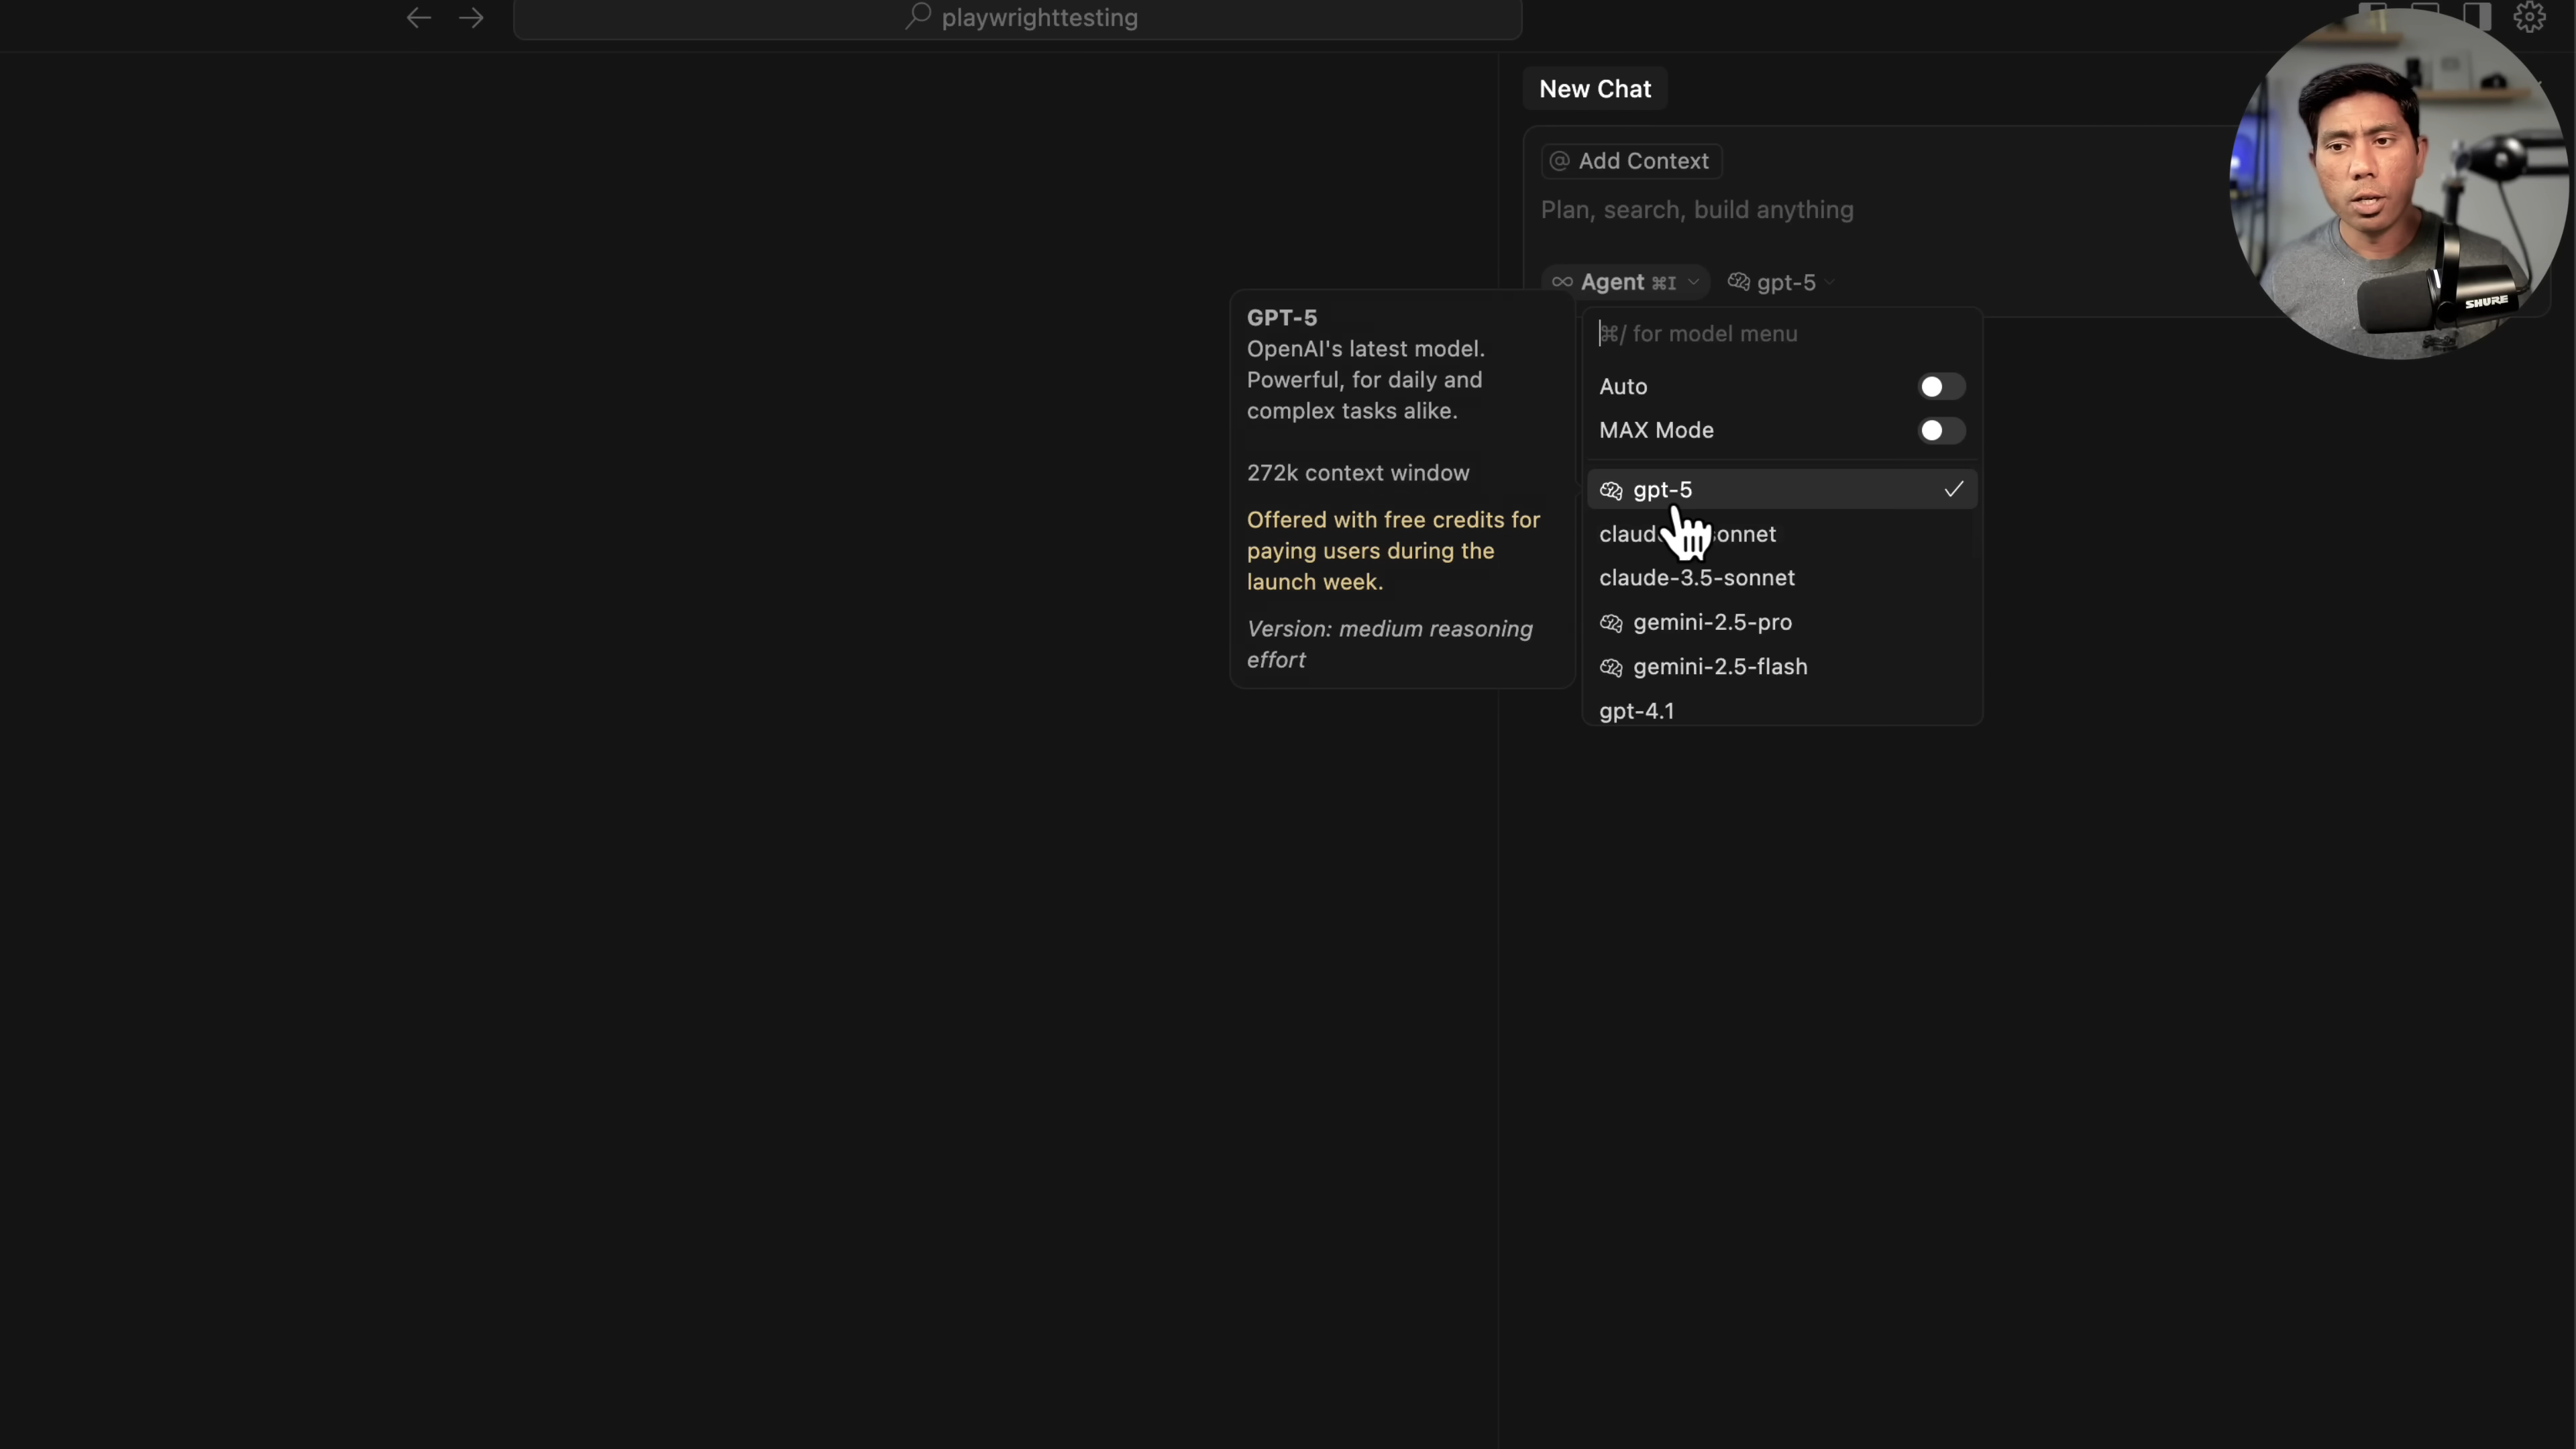 playwrighttesting
New Chat
@ Add Context
Plan, search, build anything
Agent ⌘I
gpt-5
GPT-5
OpenAI's latest model.
Powerful, for daily and
complex tasks alike.
272k context window
Offered with free credits for
paying users during the
launch week.
Version: medium reasoning
effort
⌘/ for model menu
Auto
MAX Mode
gpt-5
claude-3.5-sonnet
gemini-2.5-pro
gemini-2.5-flash
gpt-4.1
SHURE